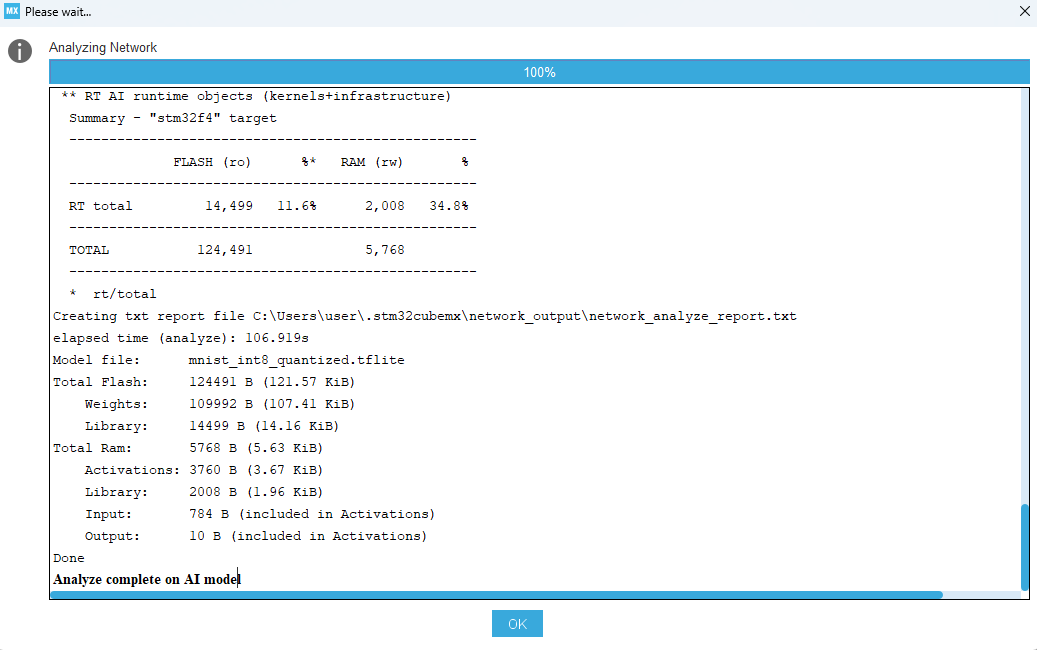 MX Please wait...
Analyzing Network
100%
** RT AI runtime objects (kernels+infrastructure)
Summary - "stm32f4" target
---------------------------------------------------
FLASH (ro) %* RAM (rw) %
---------------------------------------------------
RT total 14,499 11.6% 2,008 34.8%
---------------------------------------------------
TOTAL 124,491 5,768
---------------------------------------------------
* rt/total
Creating txt report file C:\Users\user\.stm32cubemx\network_output\network_analyze_report.txt
elapsed time (analyze): 106.919s
Model file: mnist_int8_quantized.tflite
Total Flash: 124491 B (121.57 KiB)
Weights: 109992 B (107.41 KiB)
Library: 14499 B (14.16 KiB)
Total Ram: 5768 B (5.63 KiB)
Activations: 3760 B (3.67 KiB)
Library: 2008 B (1.96 KiB)
Input: 784 B (included in Activations)
Output: 10 B (included in Activations)
Done
Analyze complete on AI model
OK